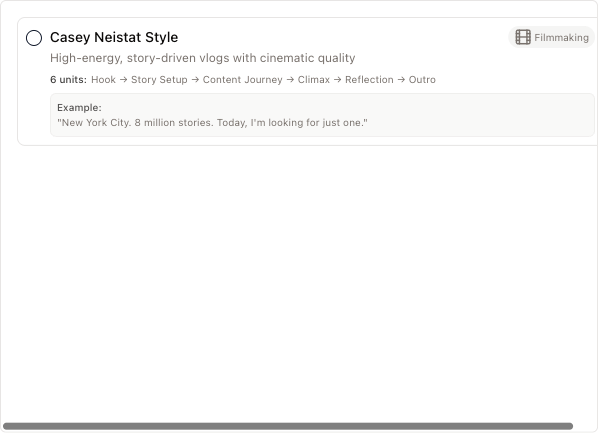 Casey Neistat Style
Filmmaking
High-energy, story-driven vlogs with cinematic quality
6 units: Hook → Story Setup → Content Journey → Climax → Reflection → Outro
Example:
"New York City. 8 million stories. Today, I'm looking for just one."